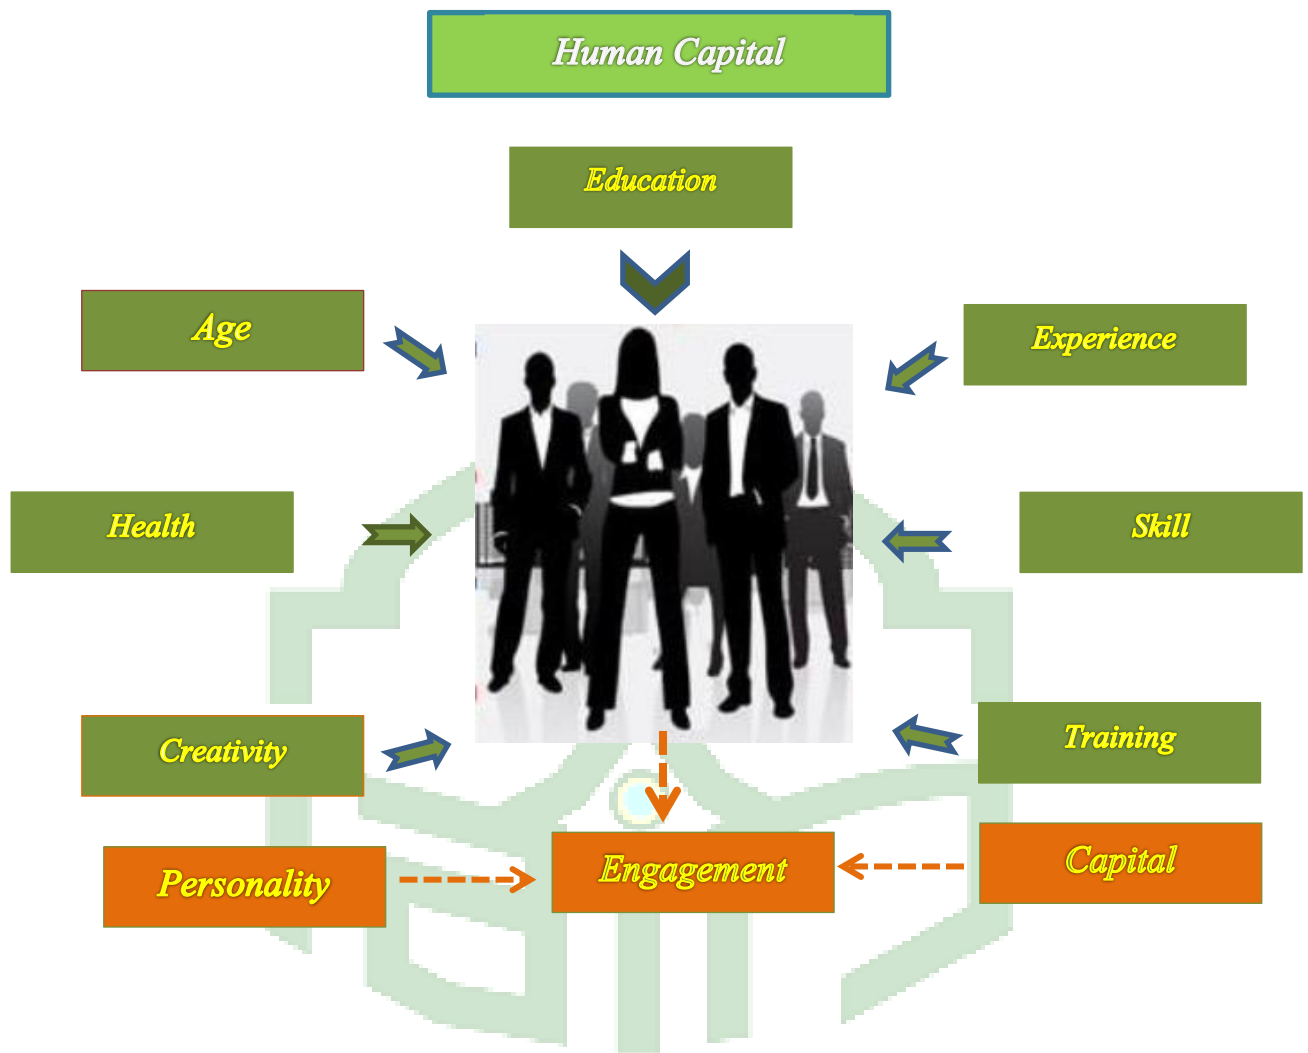 Human Capital
Education
Age
Experience
Health
Skill
Creativity
Training
Personality
Engagement
Capital